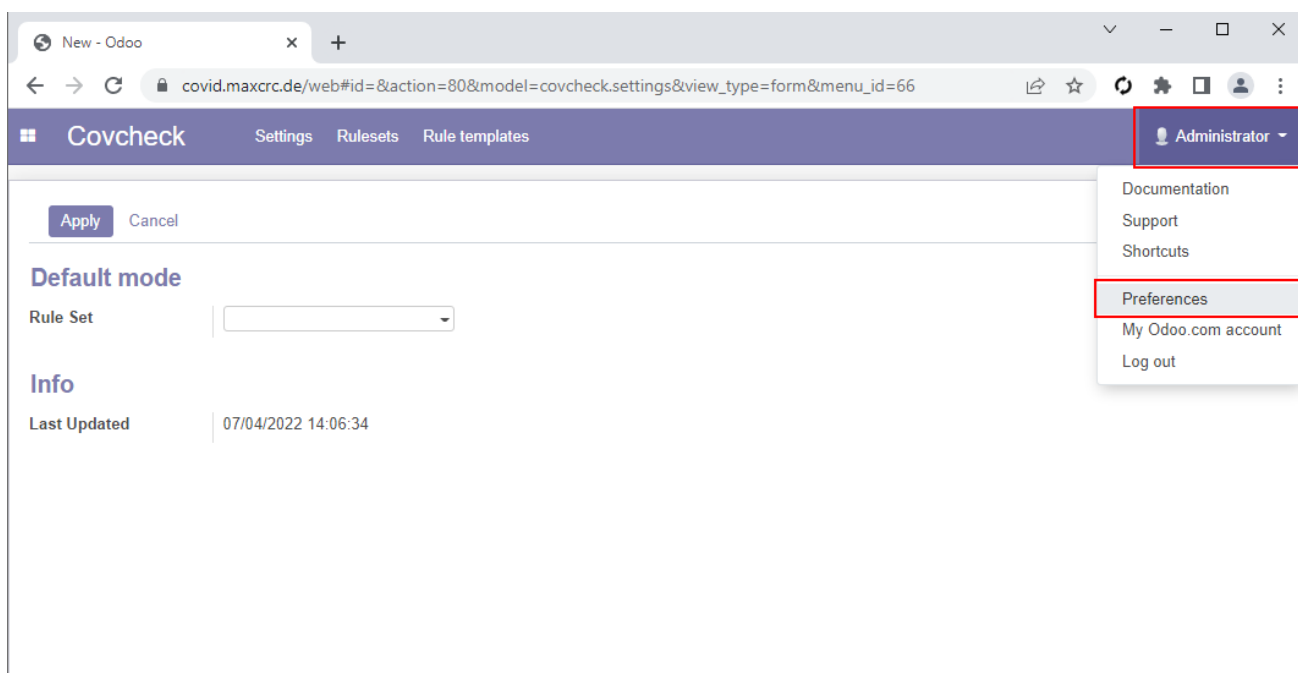 New - Odoo
covid.maxcrc.de/web#id=&action=80&model=covcheck.settings&view_type=form&menu_id=66
Covcheck Settings Rulesets Rule templates Administrator
Documentation
Apply Cancel Support
Shortcuts
Default mode
Preferences
Rule Set
My Odoo.com account
Log out
Info
Last Updated 07/04/2022 14:06:34